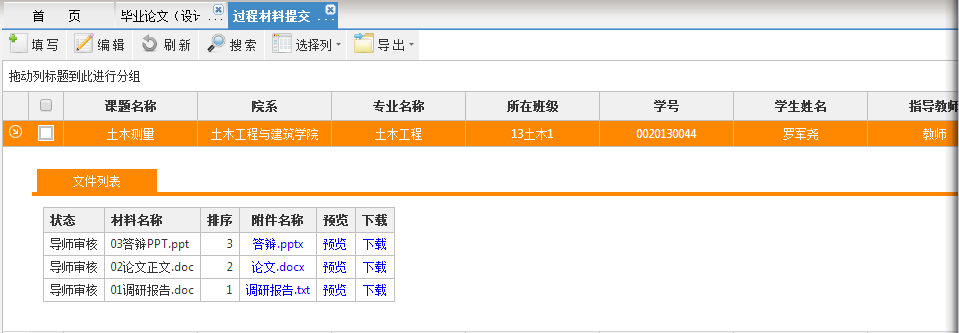 首 页 毕业论文（设计 ... 过程材料提交 ...
填写 编辑 刷新 搜索 选择列 导出
拖动列标题到此进行分组
课题名称 院系 专业名称 所在班级 学号 学生姓名 指导教师
土木测量 土木工程与建筑学院 土木工程 13土木1 0020130044 罗军尧 教师
文件列表
状态 材料名称 排序 附件名称 预览 下载
导师审核 03答辩PPT.ppt 3 答辩.pptx 预览 下载
导师审核 02论文正文.doc 2 论文.docx 预览 下载
导师审核 01调研报告.doc 1 调研报告.txt 预览 下载